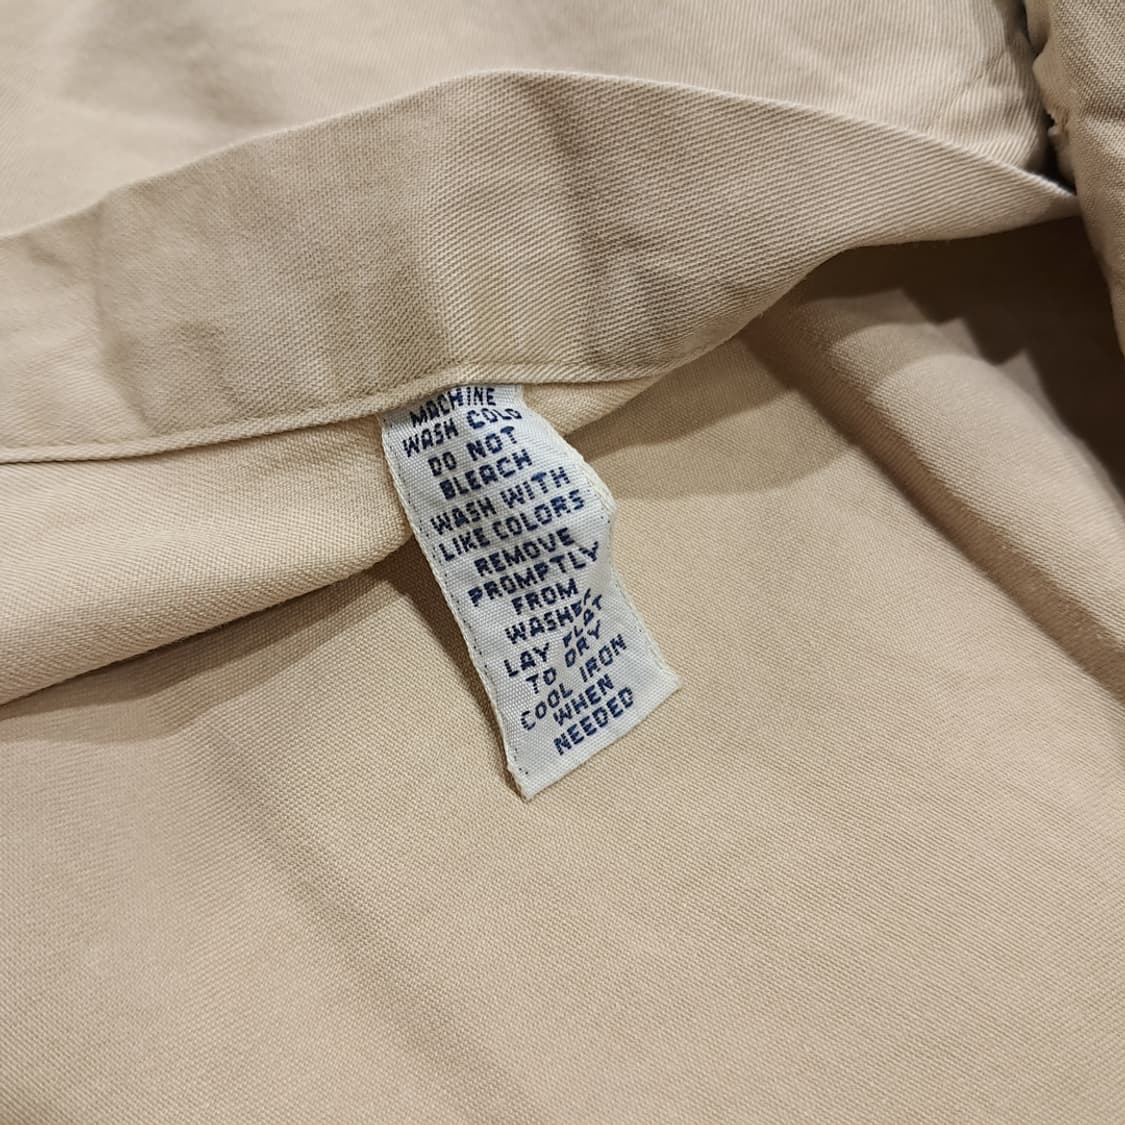 MACHINE
WASH COLD
DO NOT
BLEACH
WASH WITH
LIKE COLORS
REMOVE
PROMPTLY
FROM
WASHER
LAY FLAT
TO DRY
COOL IRON
WHEN
NEEDED